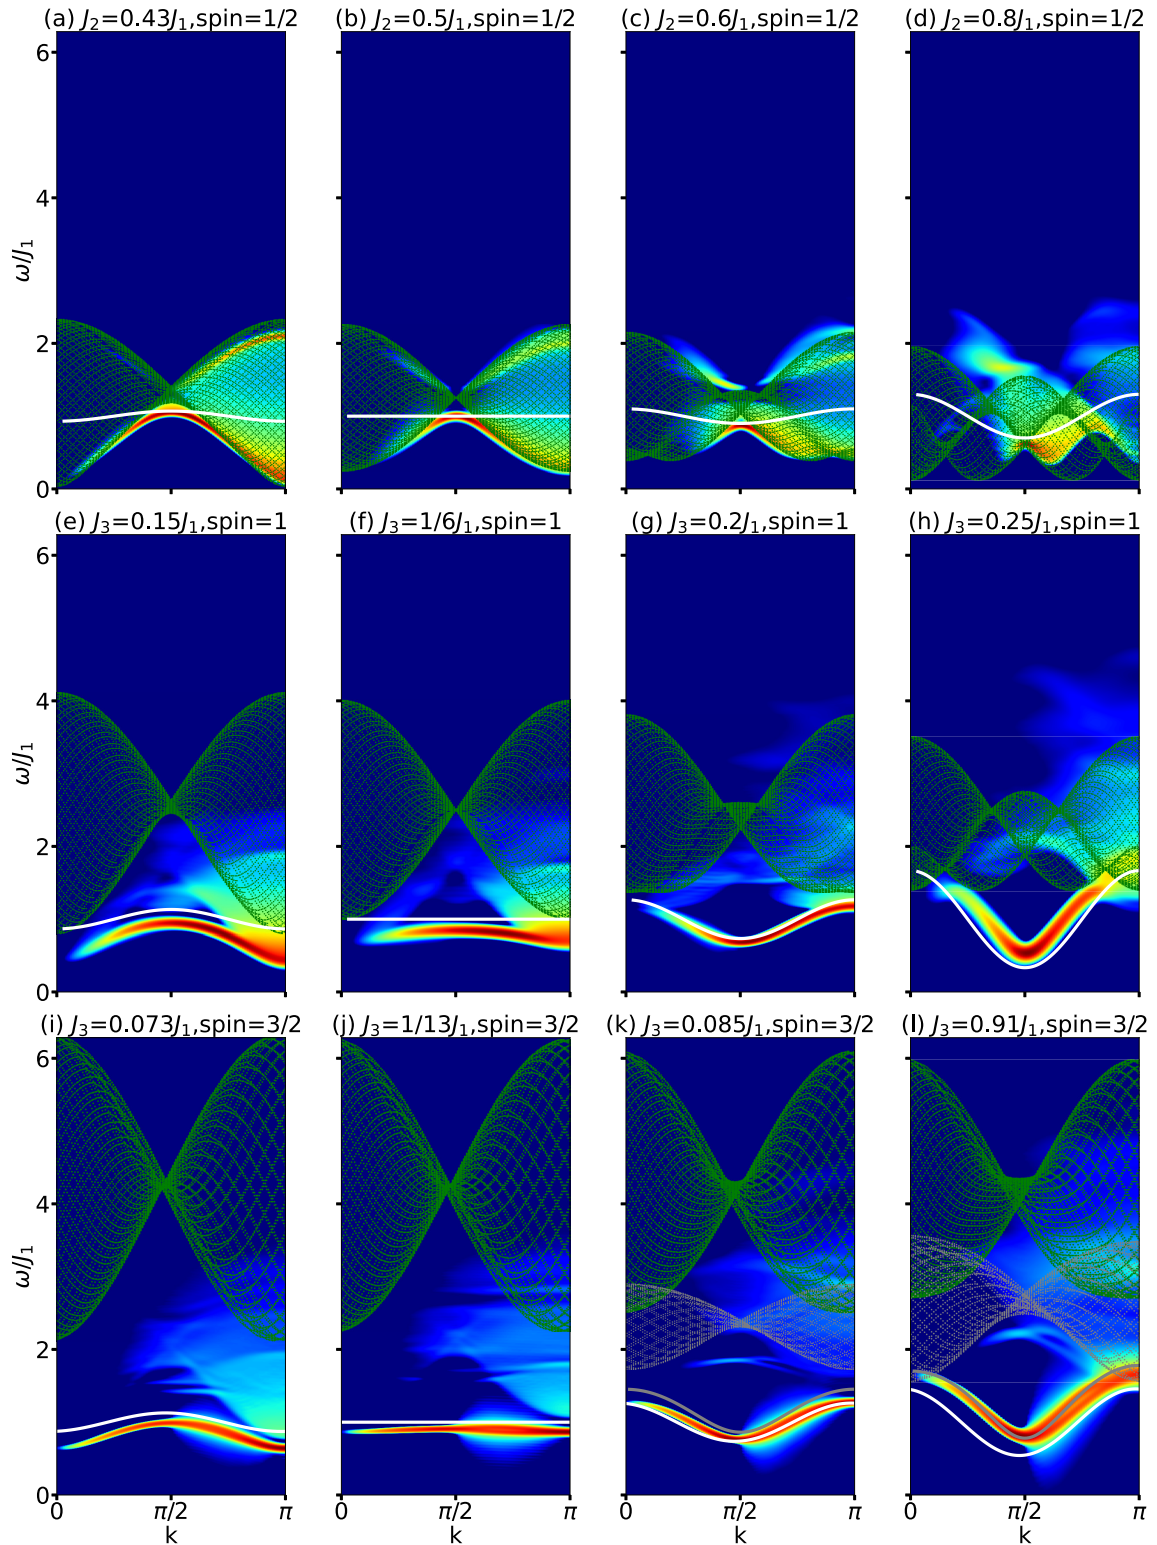 (a) J₂=0.43J₁,spin=1/2
(b) J₂=0.5J₁,spin=1/2
(c) J₂=0.6J₁,spin=1/2
(d) J₂=0.8J₁,spin=1/2
6
4
2
0
ω/J₁
(e) J₃=0.15J₁,spin=1
(f) J₃=1/6J₁,spin=1
(g) J₃=0.2J₁,spin=1
(h) J₃=0.25J₁,spin=1
6
4
2
0
ω/J₁
(i) J₃=0.073J₁,spin=3/2
(j) J₃=1/13J₁,spin=3/2
(k) J₃=0.085J₁,spin=3/2
(l) J₃=0.91J₁,spin=3/2
6
4
2
0
ω/J₁
0 π/2 π
k
0 π/2 π
k
0 π/2 π
k
0 π/2 π
k